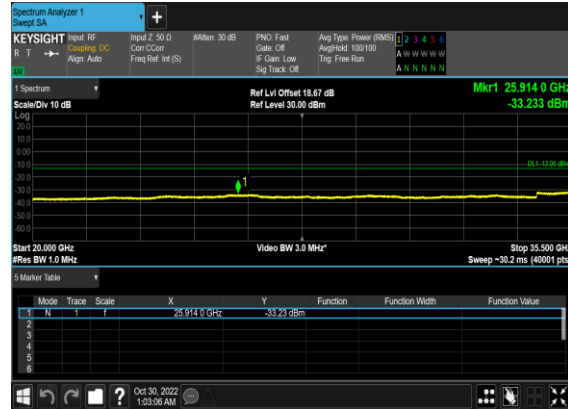 Spectrum Analyzer 1
Swept SA
+
KEYSIGHT Input: RF Input Z: 50 Ω #Atten: 30 dB PNO: Fast Avg Type: Power (RMS) 1 2 3 4 5 6
R T Coupling: DC Corr CCorr Gate: Off Avg|Hold: 100/100 A W W W W W
Align: Auto Freq Ref: Int (S) IF Gain: Low Trig: Free Run
Sig Track: Off A N N N N N
1 Spectrum Ref Lvl Offset 18.67 dB Mkr1 25.914 0 GHz
Scale/Div 10 dB Ref Level 30.00 dBm -33.233 dBm
Log
20.0
10.0
0.00
-10.0
DL1 -13.00 dBm
-20.0
1
-30.0
-40.0
-50.0
-60.0
Start 20.000 GHz Video BW 3.0 MHz* Stop 35.500 GHz
#Res BW 1.0 MHz Sweep ~30.2 ms (40001 pts)
5 Marker Table
Mode Trace Scale X Y Function Function Width Function Value
1 N 1 f 25.914 0 GHz -33.23 dBm
2
3
4
5
6
? Oct 30, 2022
1:03:06 AM